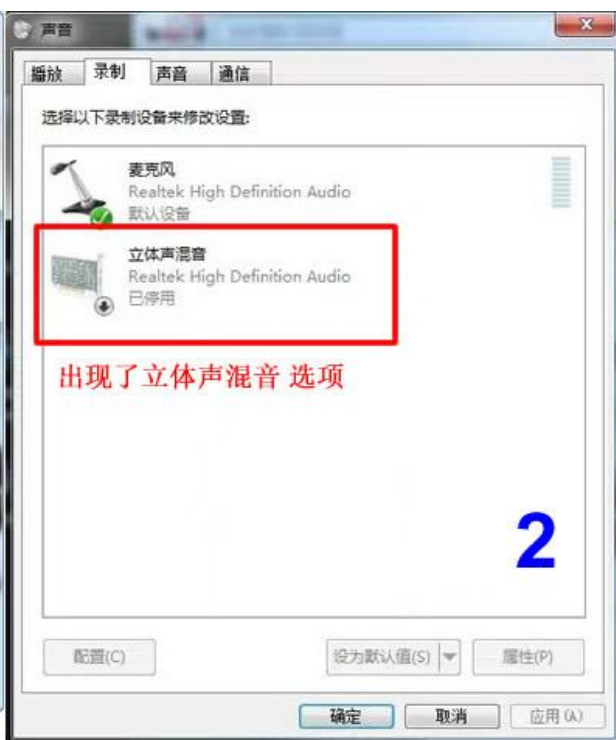 声音
播放 录制 声音 通信
选择以下录制设备来修改设置:
麦克风
Realtek High Definition Audio
默认设备
立体声混音
Realtek High Definition Audio
已停用
出现了立体声混音 选项
2
配置(C) 设为默认值(S) 属性(P)
确定 取消 应用(A)